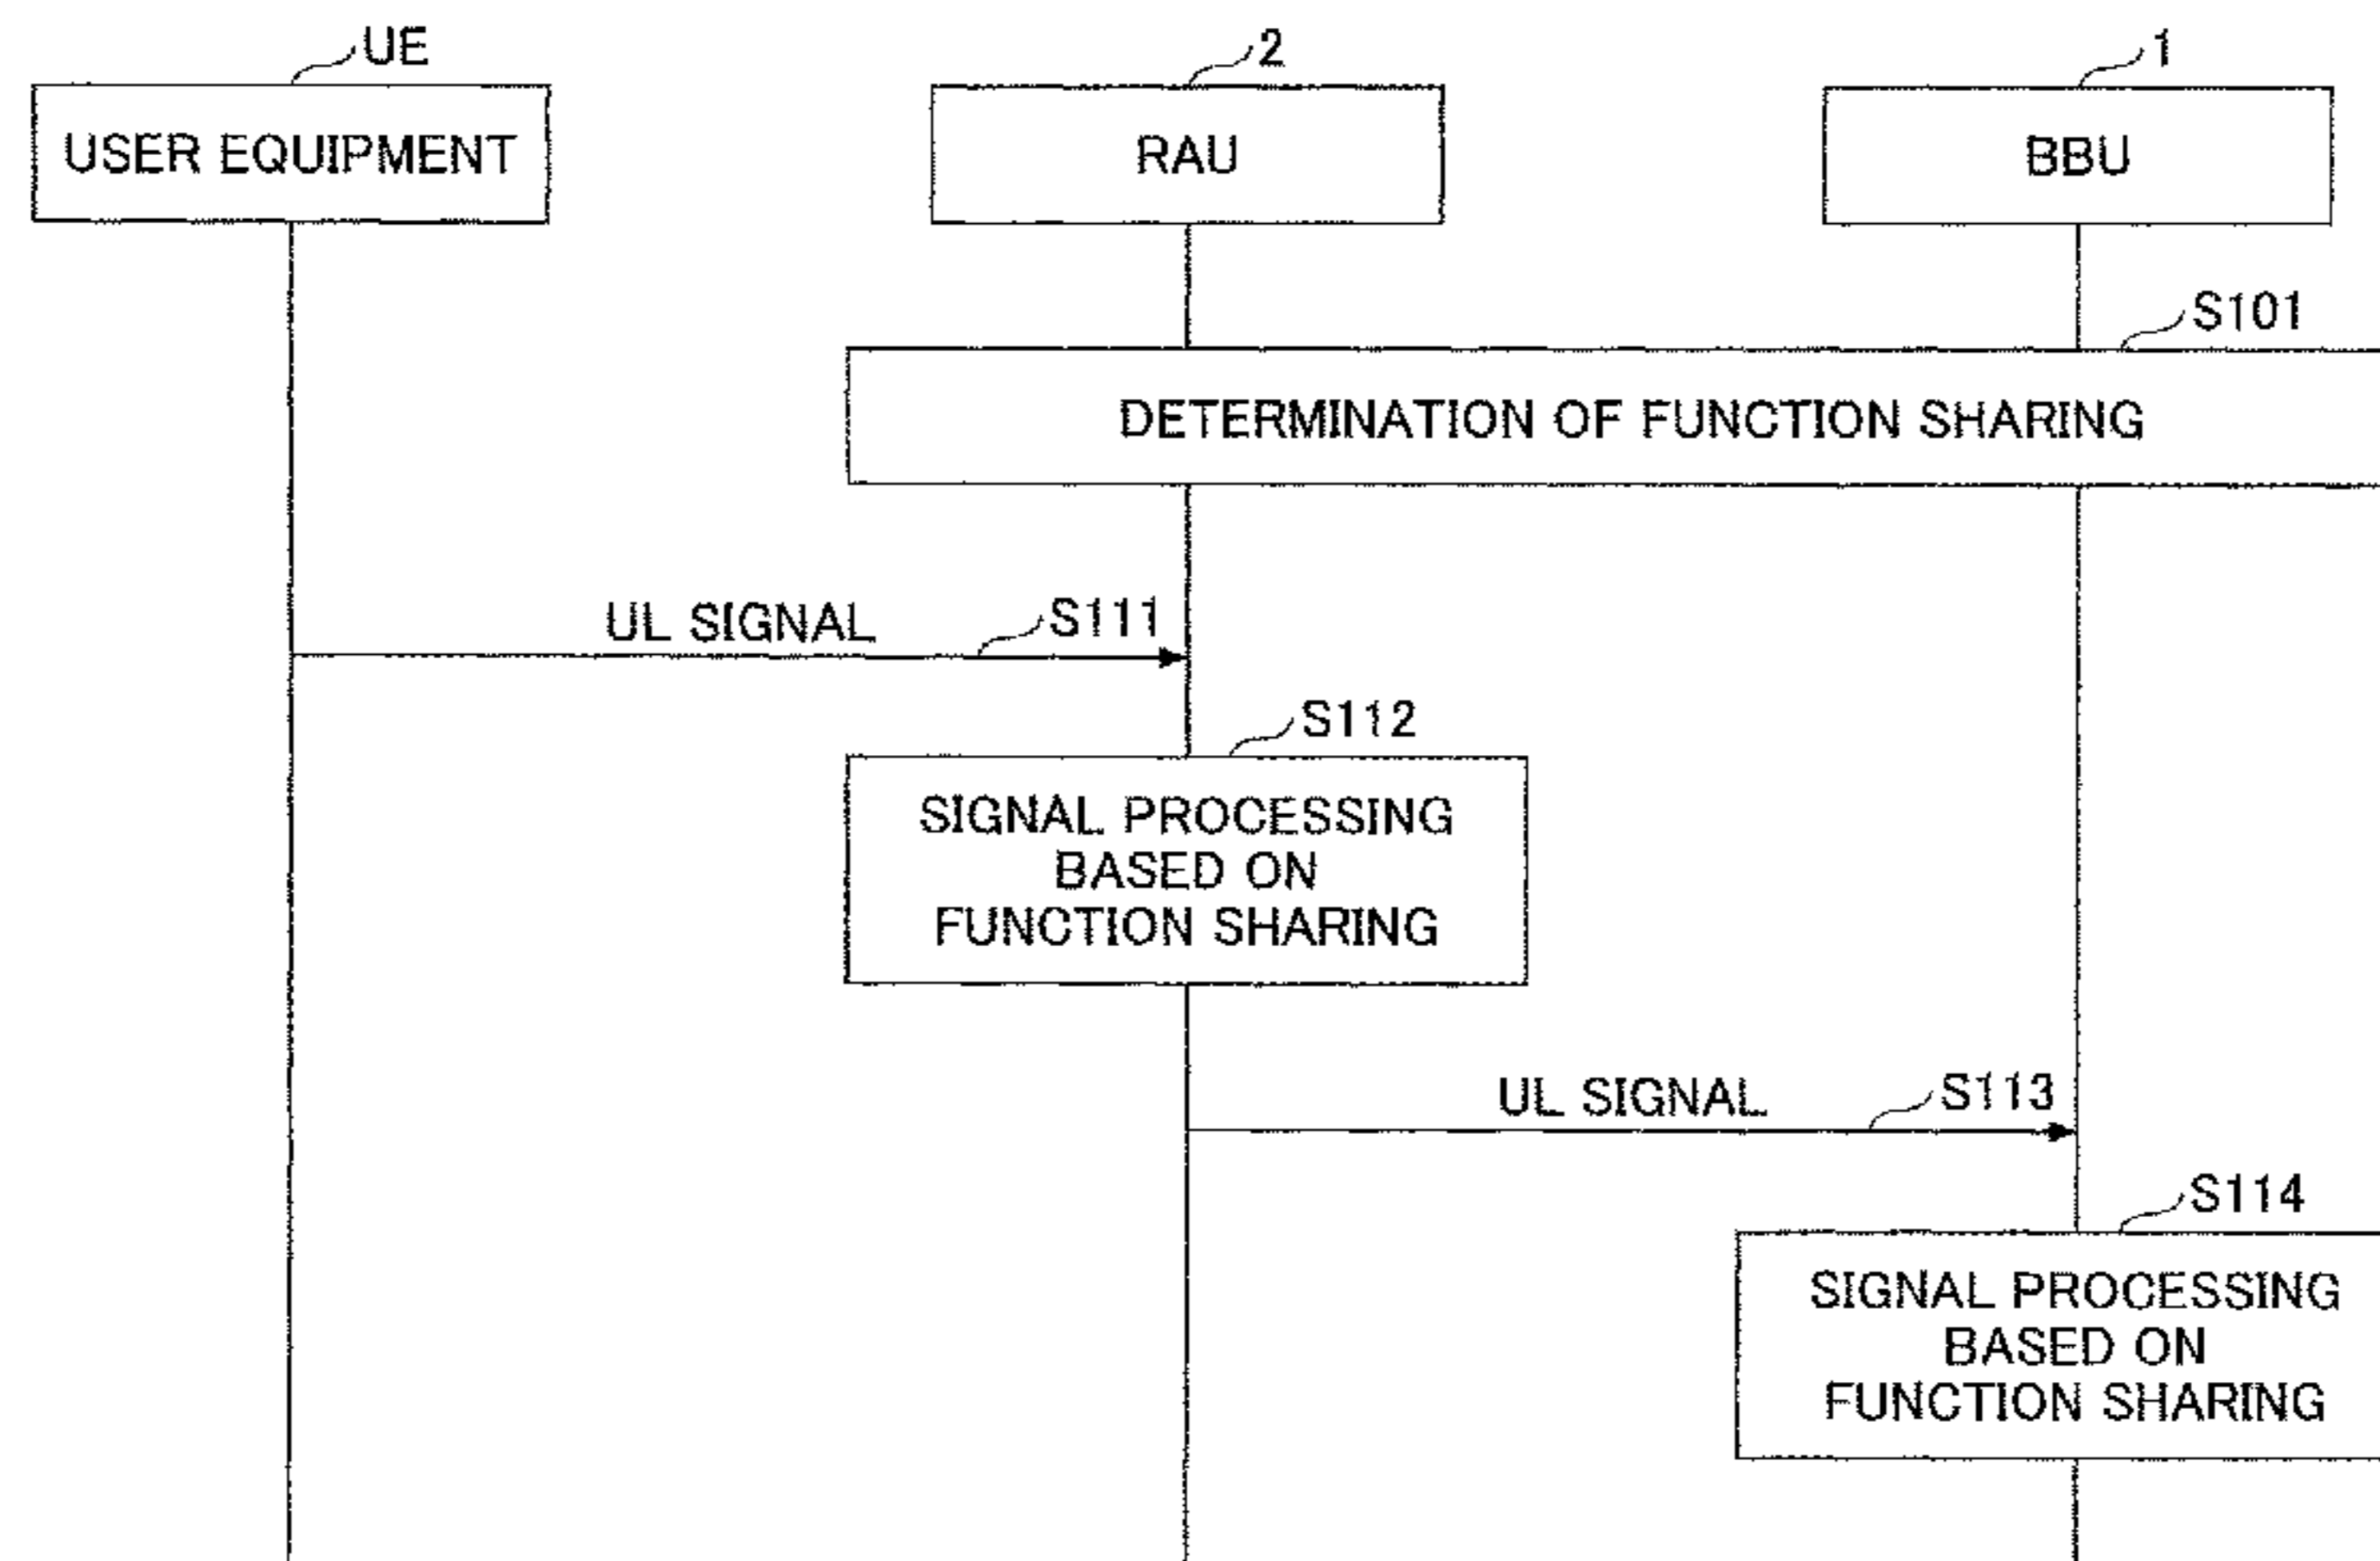 UE
2
1
USER EQUIPMENT
RAU
BBU
S101
DETERMINATION OF FUNCTION SHARING
UL SIGNAL
S111
S112
SIGNAL PROCESSING
BASED ON
FUNCTION SHARING
UL SIGNAL
S113
S114
SIGNAL PROCESSING
BASED ON
FUNCTION SHARING